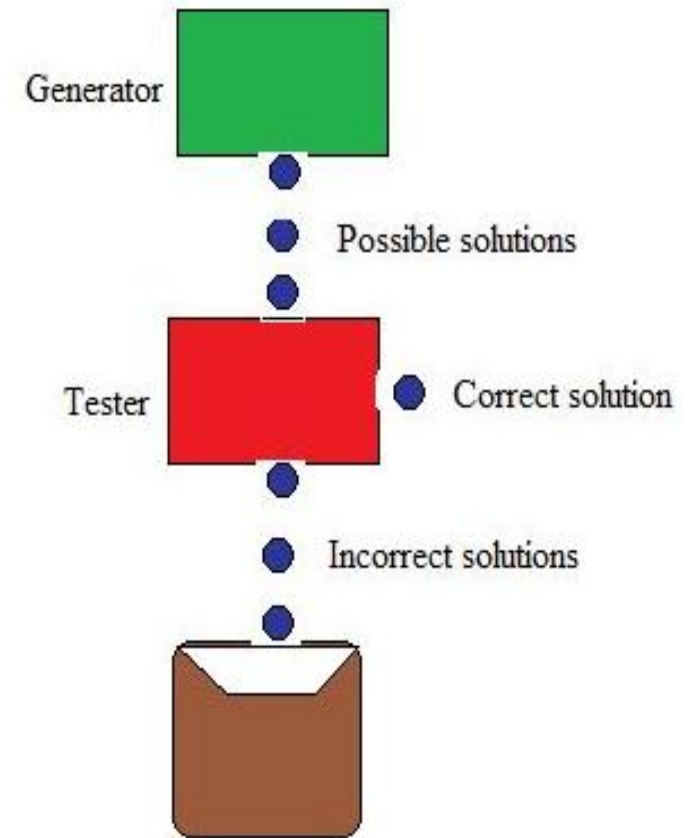 Generator
Possible solutions
Tester
Correct solution
Incorrect solutions